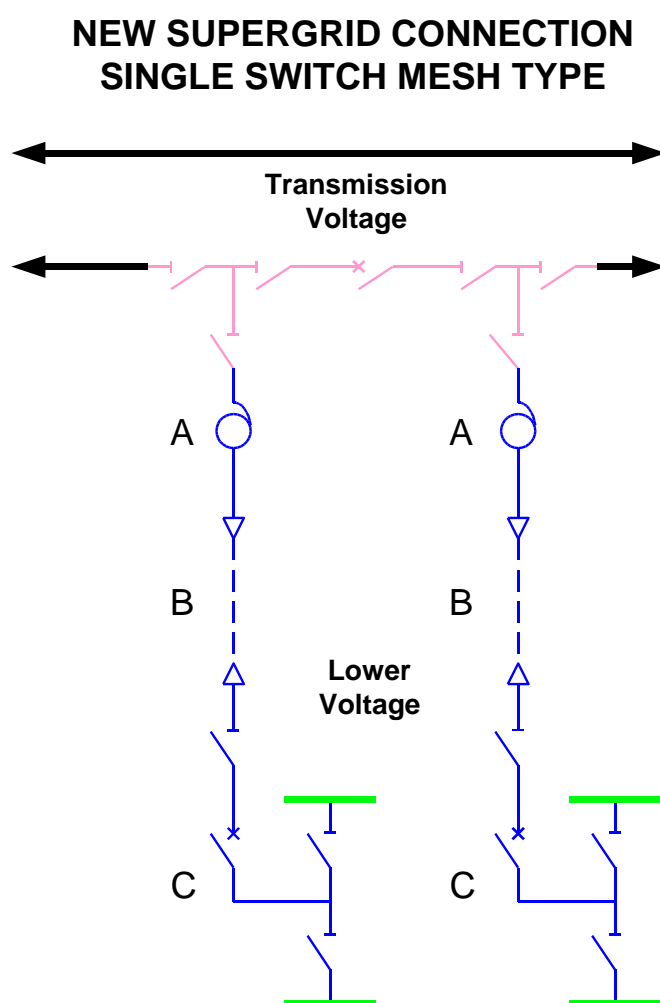 NEW SUPERGRID CONNECTION
SINGLE SWITCH MESH TYPE
Transmission
Voltage
A
A
B
B
Lower
Voltage
C
C